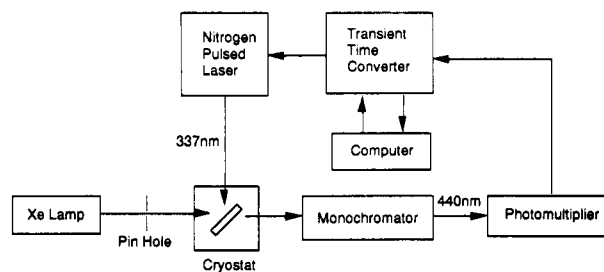 Nitrogen
Pulsed
Laser
Transient
Time
Converter
337nm
Computer
440nm
Xe Lamp
Monochromator
Photomultiplier
Pin Hole
Cryostat